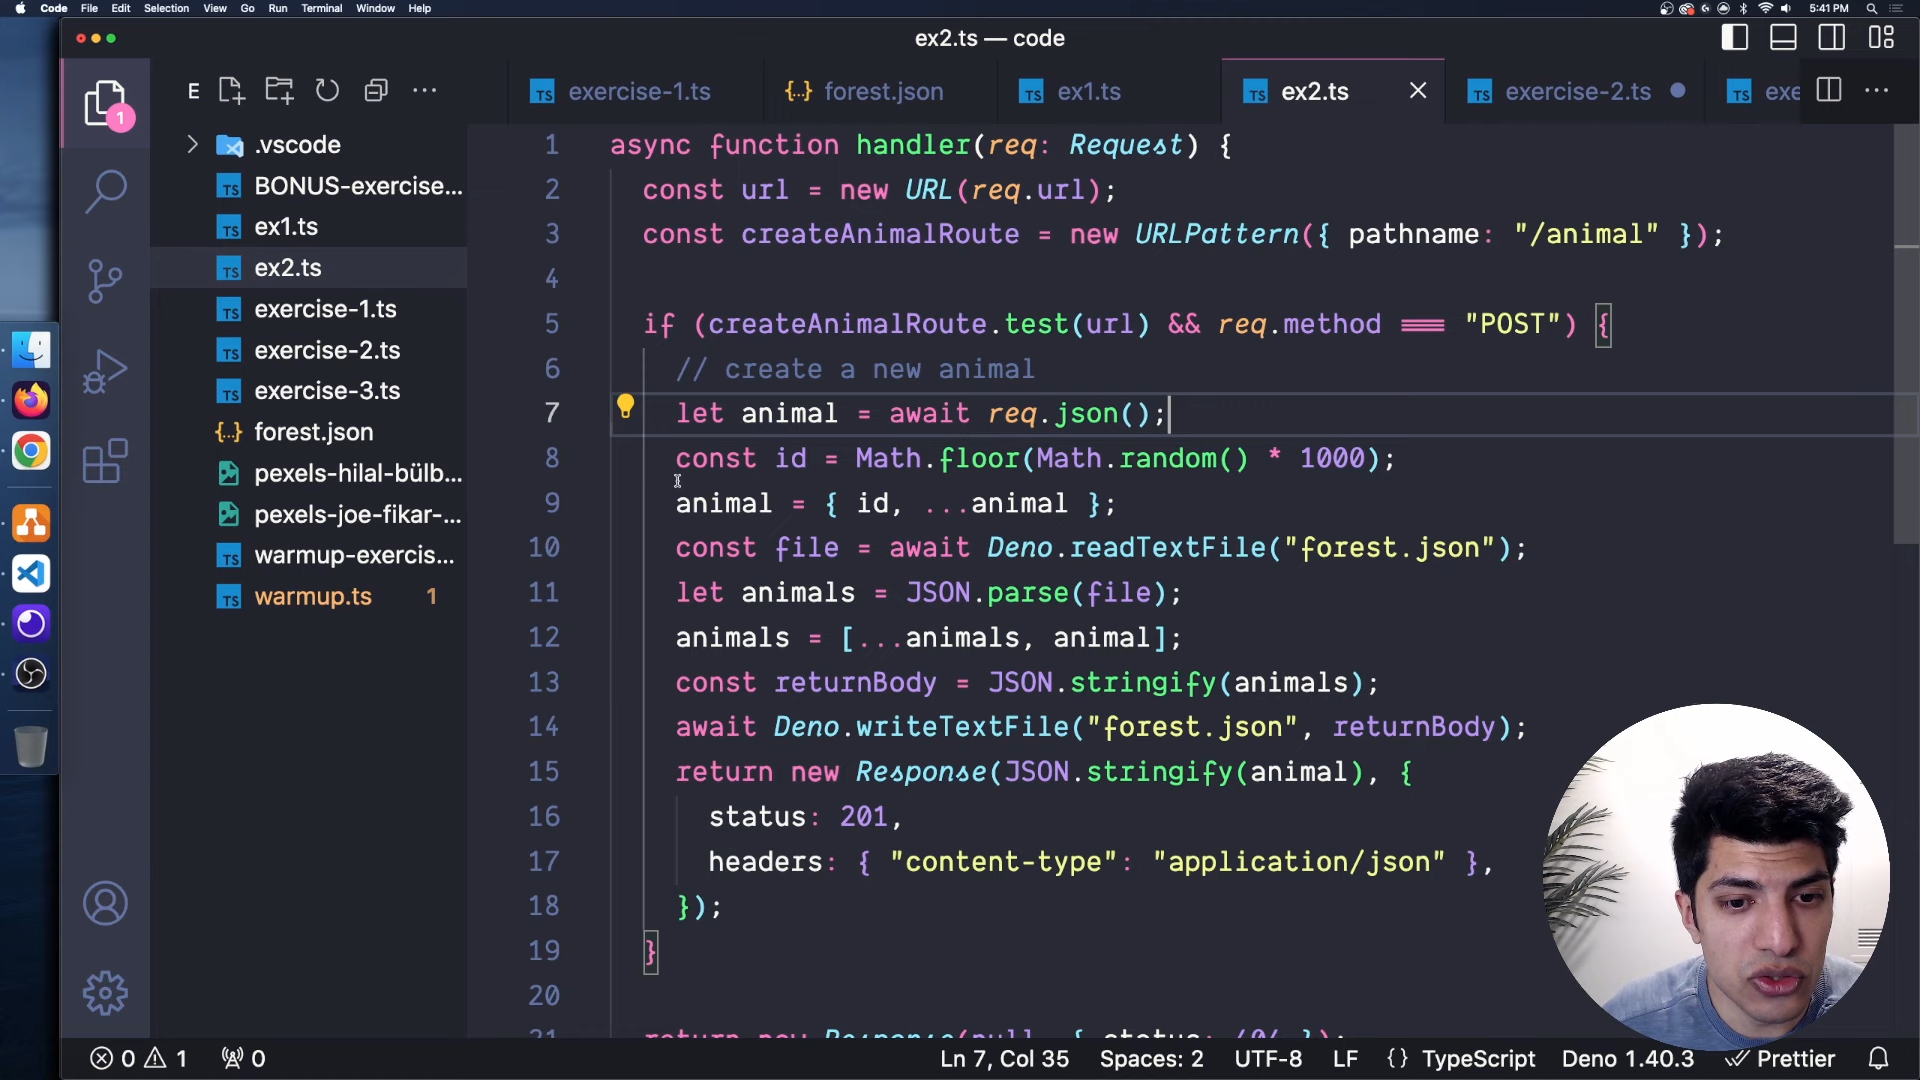 Code File Edit Selection View Go Run Terminal Window Help
5:41 PM
ex2.ts — code
E
exercise-1.ts
forest.json
ex1.ts
ex2.ts
exercise-2.ts
exe
1
.vscode
BONUS-exercise...
ex1.ts
ex2.ts
exercise-1.ts
exercise-2.ts
exercise-3.ts
forest.json
pexels-hilal-bülb...
pexels-joe-fikar-...
warmup-exercis...
warmup.ts 1
1 async function handler(req: Request) {
2 const url = new URL(req.url);
3 const createAnimalRoute = new URLPattern({ pathname: "/animal" });
4
5 if (createAnimalRoute.test(url) && req.method === "POST") {
6 // create a new animal
7 let animal = await req.json();
8 const id = Math.floor(Math.random() * 1000);
9 animal = { id, ...animal };
10 const file = await Deno.readTextFile("forest.json");
11 let animals = JSON.parse(file);
12 animals = [...animals, animal];
13 const returnBody = JSON.stringify(animals);
14 await Deno.writeTextFile("forest.json", returnBody);
15 return new Response(JSON.stringify(animal), {
16 status: 201,
17 headers: { "content-type": "application/json" },
18 });
19 }
20
21 return new Response(null, { status: 404 });
0 1 0
Ln 7, Col 35 Spaces: 2 UTF-8 LF {} TypeScript Deno 1.40.3 Prettier